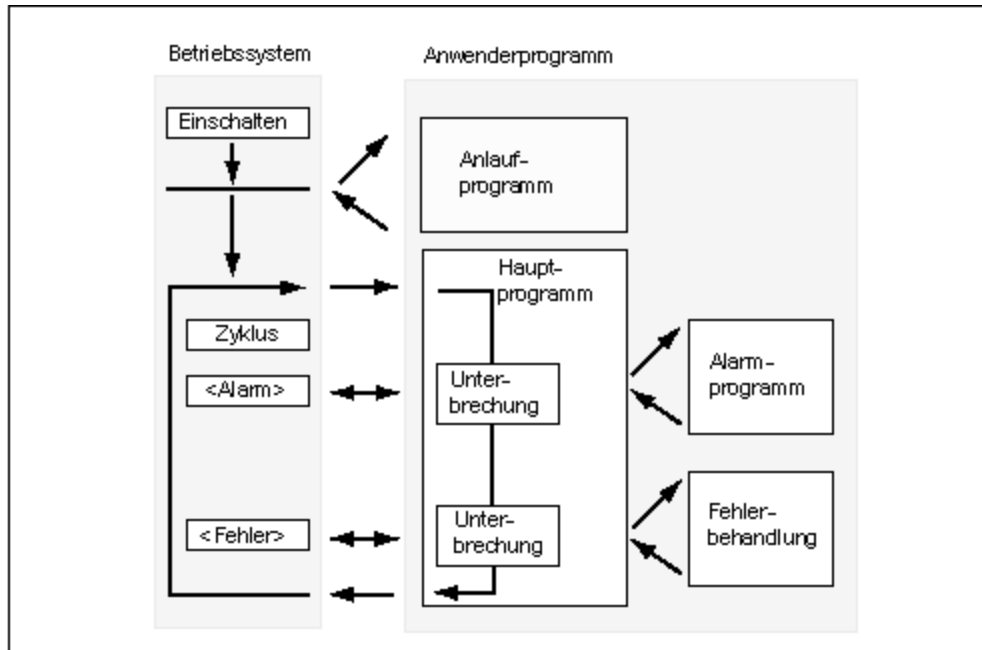 Betriebssystem
Anwenderprogramm
Einschalten
Anlauf-
programm
Haupt-
programm
Zyklus
<Alarm>
Unter-
brechung
Alarm-
programm
<Fehler>
Unter-
brechung
Fehler-
behandlung